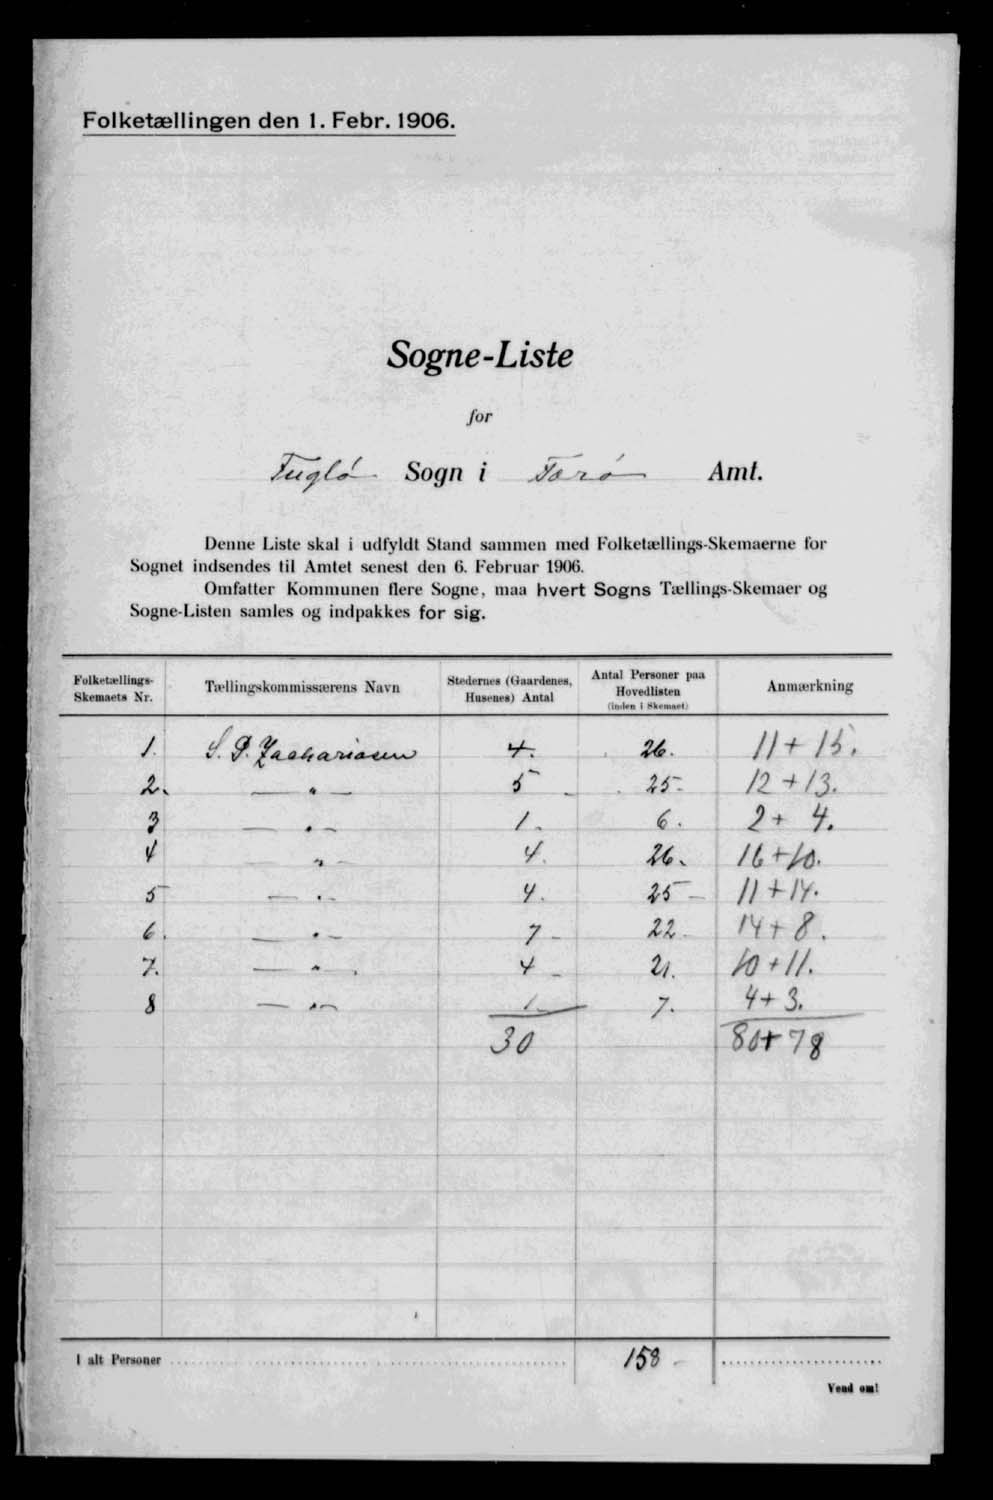 Folketællingen den 1. Febr. 1906.
Sogne-Liste
for
Fuglø Sogn i Færø Amt.
Denne Liste skal i udfyldt Stand sammen med Folketællings-Skemaerne for
Sognet indsendes til Amtet senest den 6. Februar 1906.
Omfatter Kommunen flere Sogne, maa hvert Sogns Tællings-Skemaer og
Sogne-Listen samles og indpakkes for sig.
Folketællings-Skemaets Nr. Tællingskommissærens Navn Stedernes (Gaardenes, Husenes) Antal Antal Personer paa Hovedlisten (inden i Skemaet) Anmærkning
1. S. P. Zachariasen 4. 26. 11 + 15.
2. — „ — 5 - 25 - 12 + 13.
3 — „ — 1. 6. 2 + 4.
4 — „ — 4. 26. 16 + 10.
5 — „ — 4. 25 - 11 + 14.
6. — „ — 7 - 22 - 14 + 8.
7. — „ — 4 - 21. 10 + 11.
8 — „ — 1 7. 4 + 3.
30 80 + 78
I alt Personer 158 -
Vend om!